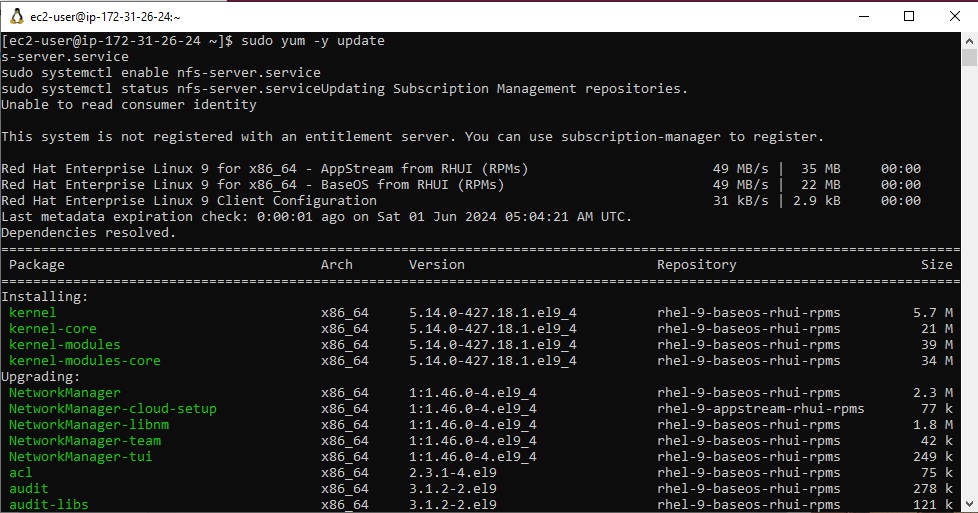 ec2-user@ip-172-31-26-24:~
[ec2-user@ip-172-31-26-24 ~]$ sudo yum -y update
s-server.service
sudo systemctl enable nfs-server.service
sudo systemctl status nfs-server.serviceUpdating Subscription Management repositories.
Unable to read consumer identity
This system is not registered with an entitlement server. You can use subscription-manager to register.
Red Hat Enterprise Linux 9 for x86_64 - AppStream from RHUI (RPMs) 49 MB/s | 35 MB 00:00
Red Hat Enterprise Linux 9 for x86_64 - BaseOS from RHUI (RPMs) 49 MB/s | 22 MB 00:00
Red Hat Enterprise Linux 9 Client Configuration 31 kB/s | 2.9 kB 00:00
Last metadata expiration check: 0:00:01 ago on Sat 01 Jun 2024 05:04:21 AM UTC.
Dependencies resolved.
Package Arch Version Repository Size
Installing:
kernel x86_64 5.14.0-427.18.1.el9_4 rhel-9-baseos-rhui-rpms 5.7 M
kernel-core x86_64 5.14.0-427.18.1.el9_4 rhel-9-baseos-rhui-rpms 21 M
kernel-modules x86_64 5.14.0-427.18.1.el9_4 rhel-9-baseos-rhui-rpms 39 M
kernel-modules-core x86_64 5.14.0-427.18.1.el9_4 rhel-9-baseos-rhui-rpms 34 M
Upgrading:
NetworkManager x86_64 1:1.46.0-4.el9_4 rhel-9-baseos-rhui-rpms 2.3 M
NetworkManager-cloud-setup x86_64 1:1.46.0-4.el9_4 rhel-9-appstream-rhui-rpms 77 k
NetworkManager-libnm x86_64 1:1.46.0-4.el9_4 rhel-9-baseos-rhui-rpms 1.8 M
NetworkManager-team x86_64 1:1.46.0-4.el9_4 rhel-9-baseos-rhui-rpms 42 k
NetworkManager-tui x86_64 1:1.46.0-4.el9_4 rhel-9-baseos-rhui-rpms 249 k
acl x86_64 2.3.1-4.el9 rhel-9-baseos-rhui-rpms 75 k
audit x86_64 3.1.2-2.el9 rhel-9-baseos-rhui-rpms 278 k
audit-libs x86_64 3.1.2-2.el9 rhel-9-baseos-rhui-rpms 121 k